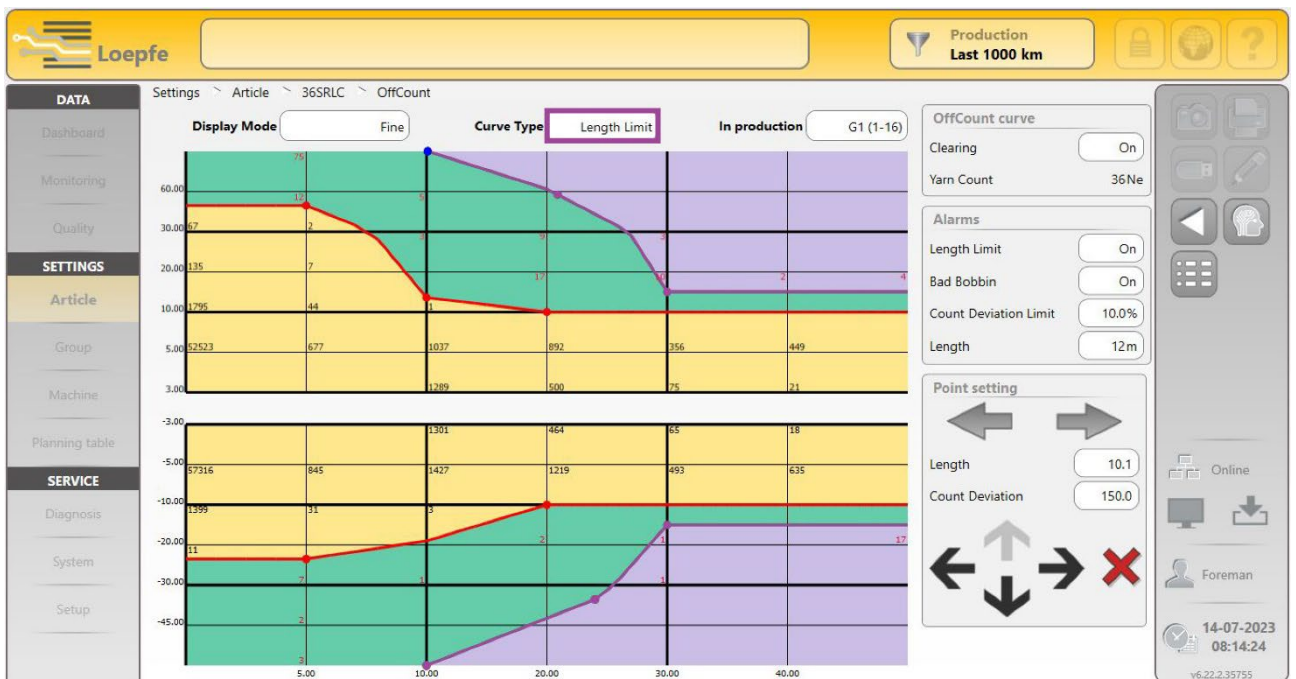 Loepfe
Production
Last 1000 km
DATA
Dashboard
Monitoring
Quality
SETTINGS
Article
Group
Machine
Planning table
SERVICE
Diagnosis
System
Setup
Settings > Article > 36SRLC > OffCount
Display Mode Fine Curve Type Length Limit In production G1 (1-16)
75
60.00 12 5
30.00 67 2 3 9 3
20.00 135 7 17 10 2 4
10.00 1795 44 1
5.00 52523 677 1037 892 356 449
3.00 1289 500 75 21
-3.00 1301 464 65 18
-5.00 57316 845 1427 1219 493 635
-10.00 1399 31 3
-20.00 11 2 1 17
-30.00 7 1 1
-45.00 2
3
5.00 10.00 20.00 30.00 40.00
OffCount curve
Clearing On
Yarn Count 36Ne
Alarms
Length Limit On
Bad Bobbin On
Count Deviation Limit 10.0%
Length 12m
Point setting
Length 10.1
Count Deviation 150.0
Online
Foreman
14-07-2023
08:14:24
v6.22.2.35755